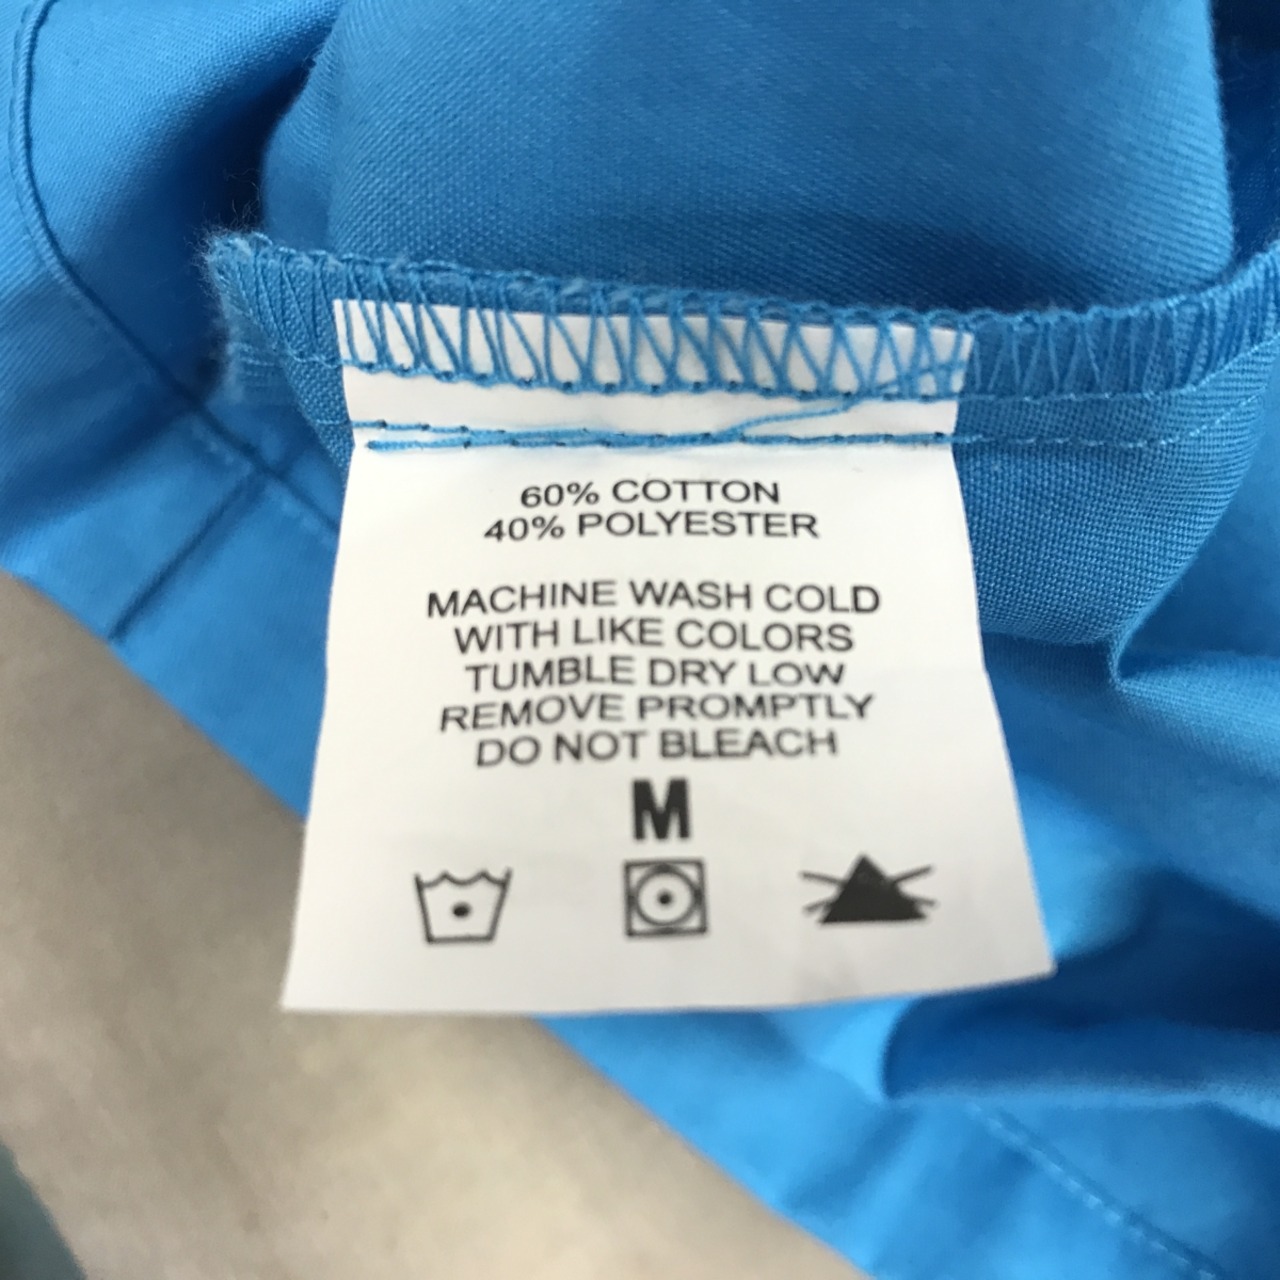 60% COTTON
40% POLYESTER
MACHINE WASH COLD
WITH LIKE COLORS
TUMBLE DRY LOW
REMOVE PROMPTLY
DO NOT BLEACH
M